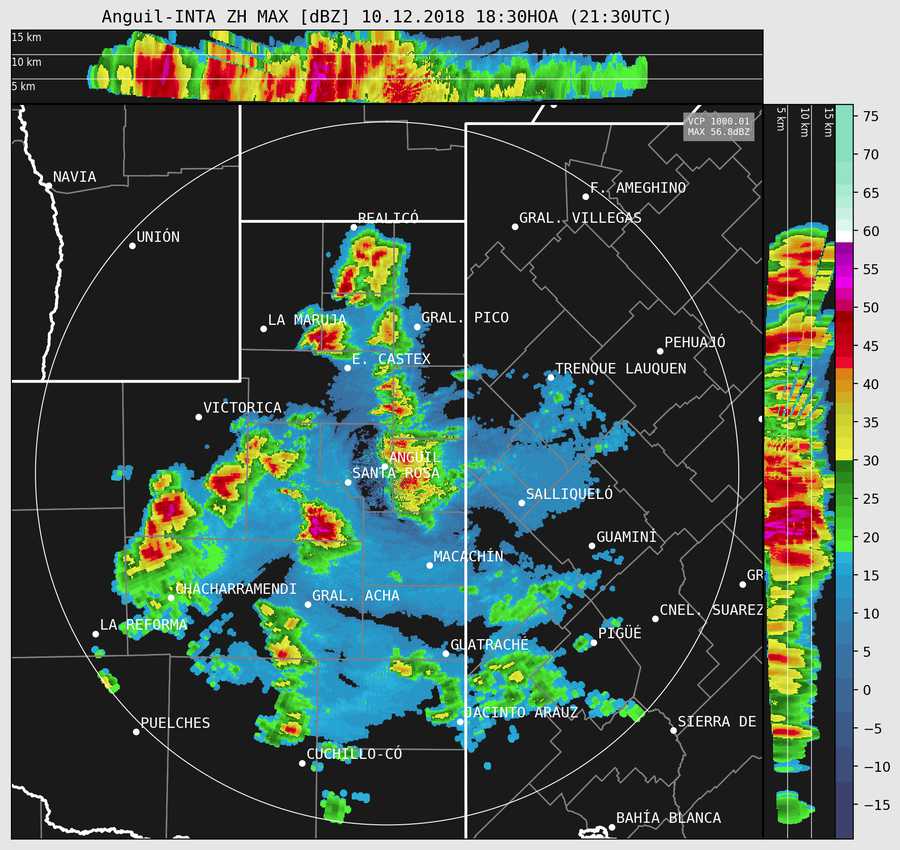 Anguil-INTA ZH MAX [dBZ] 10.12.2018 18:30HOA (21:30UTC)
15 km
10 km
5 km
VCP 1000.01
MAX 56.8dBZ
5 km
10 km
15 km
NAVIA
F. AMEGHINO
REALICÓ
GRAL. VILLEGAS
UNIÓN
LA MARUJA
GRAL. PICO
PEHUAJÓ
E. CASTEX
TRENQUE LAUQUEN
VICTORICA
ANGUIL
SANTA ROSA
SALLIQUELÓ
GUAMINÍ
MACACHÍN
GR
CHACHARRAMENDI
GRAL. ACHA
CNEL. SUAREZ
LA REFORMA
PIGÜÉ
GUATRACHÉ
JACINTO ARAUZ
PUELCHES
SIERRA DE
CUCHILLO-CÓ
BAHÍA BLANCA
75
70
65
60
55
50
45
40
35
30
25
20
15
10
5
0
−5
−10
−15